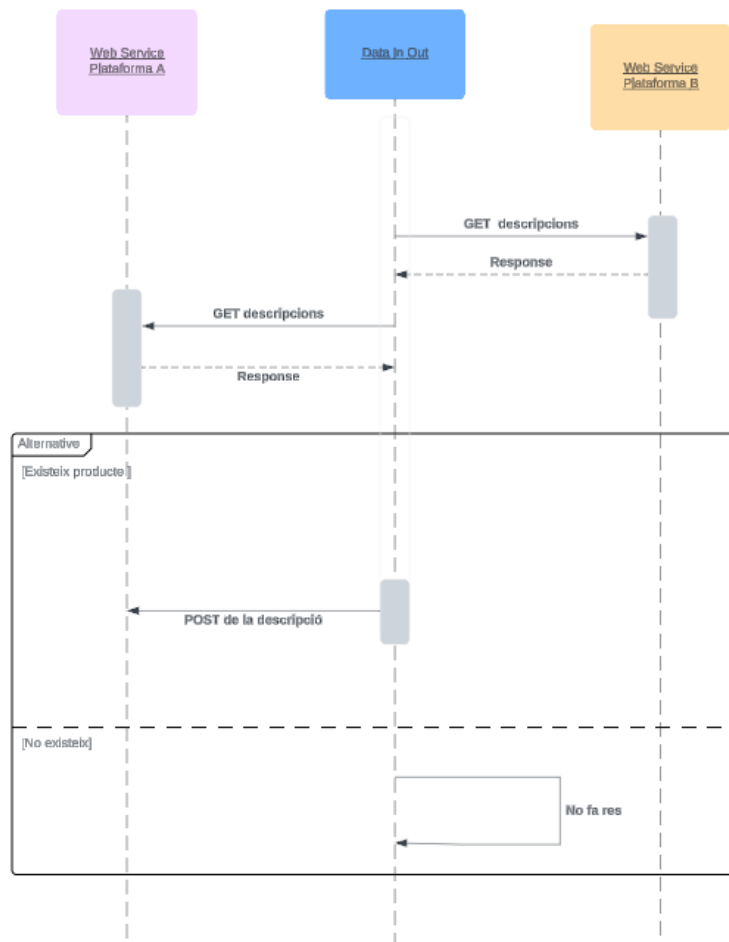 Web Service
Plataforma A
Data In Out
Web Service
Plataforma B
GET descripcions
Response
GET descripcions
Response
Alternative
[Existeix producte ]
POST de la descripció
[No existeix]
No fa res